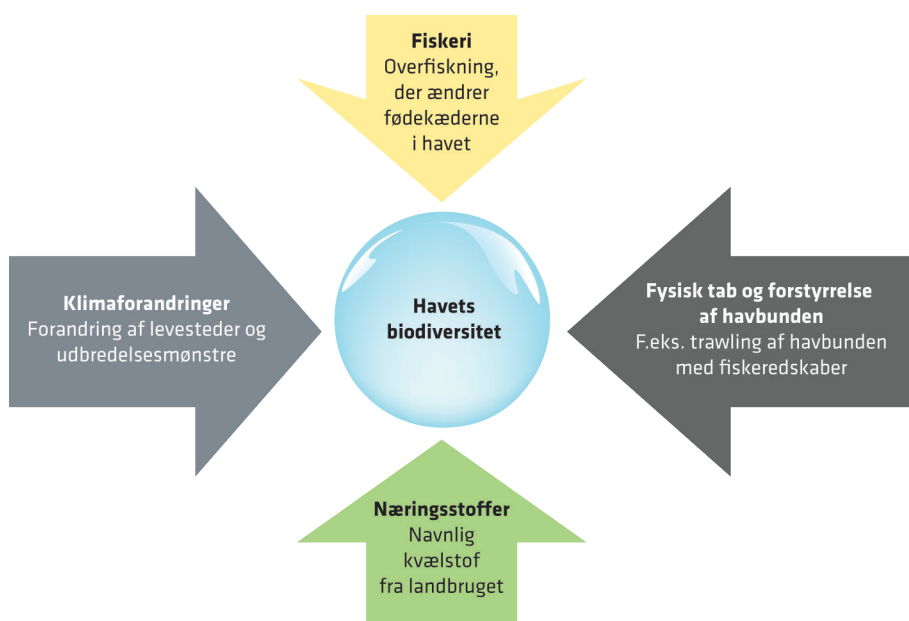 Fiskeri
Overfiskning,
der ændrer
fødekæderne
i havet
Klimaforandringer
Forandring af levesteder og
udbredelsesmønstre
Havets
biodiversitet
Fysisk tab og forstyrrelse
af havbunden
F.eks. trawling af havbunden
med fiskeredskaber
Næringsstoffer
Navnlig
kvælstof
fra landbruget